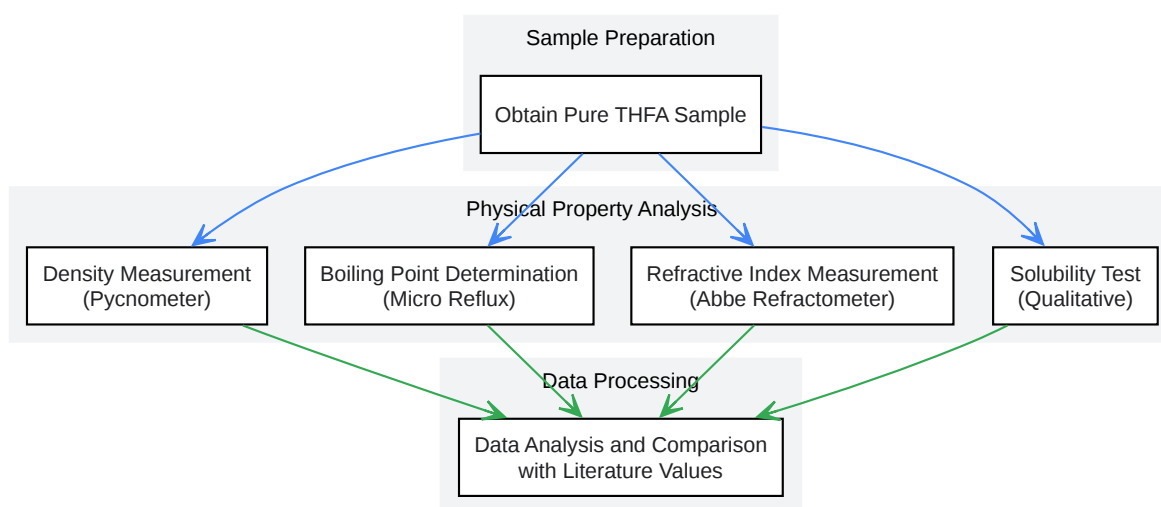 Sample Preparation
Obtain Pure THFA Sample
Physical Property Analysis
Density Measurement
(Pycnometer)
Boiling Point Determination
(Micro Reflux)
Refractive Index Measurement
(Abbe Refractometer)
Solubility Test
(Qualitative)
Data Processing
Data Analysis and Comparison
with Literature Values